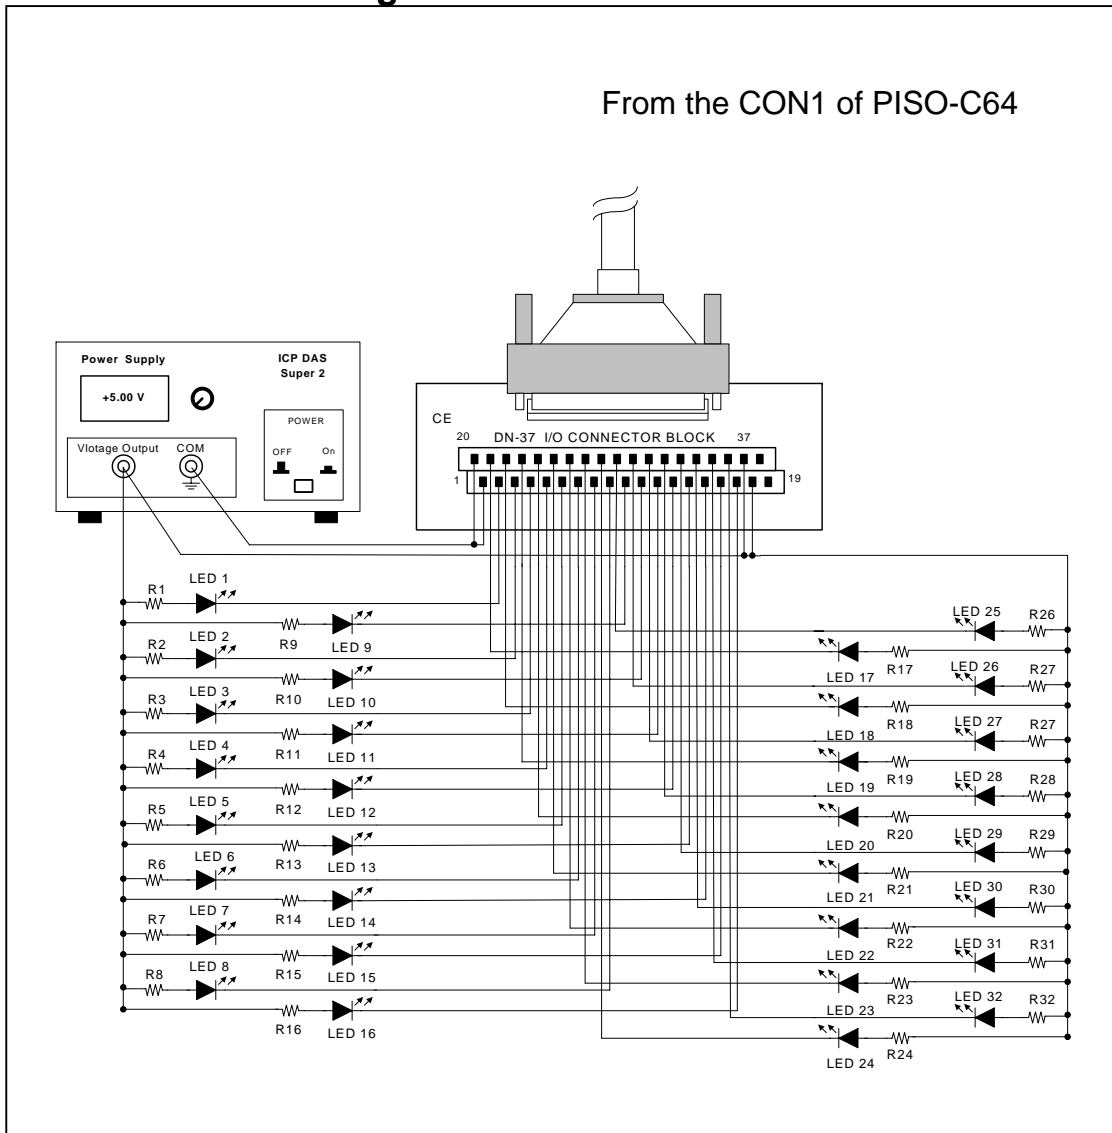 From the CON1 of PISO-C64
Power Supply
ICP DAS
Super 2
+5.00 V
POWER
OFF
On
Vlotage Output
COM
CE
20
DN-37 I/O CONNECTOR BLOCK
37
1
19
R1
LED 1
R9
LED 9
R2
LED 2
R10
LED 10
R3
LED 3
R11
LED 11
R4
LED 4
R12
LED 12
R5
LED 5
R13
LED 13
R6
LED 6
R14
LED 14
R7
LED 7
R15
LED 15
R8
LED 8
R16
LED 16
LED 25
R26
LED 17
R17
LED 26
R27
LED 18
R18
LED 27
R27
LED 19
R19
LED 28
R28
LED 20
R20
LED 29
R29
LED 21
R21
LED 30
R30
LED 22
R22
LED 31
R31
LED 23
R23
LED 32
R32
LED 24
R24